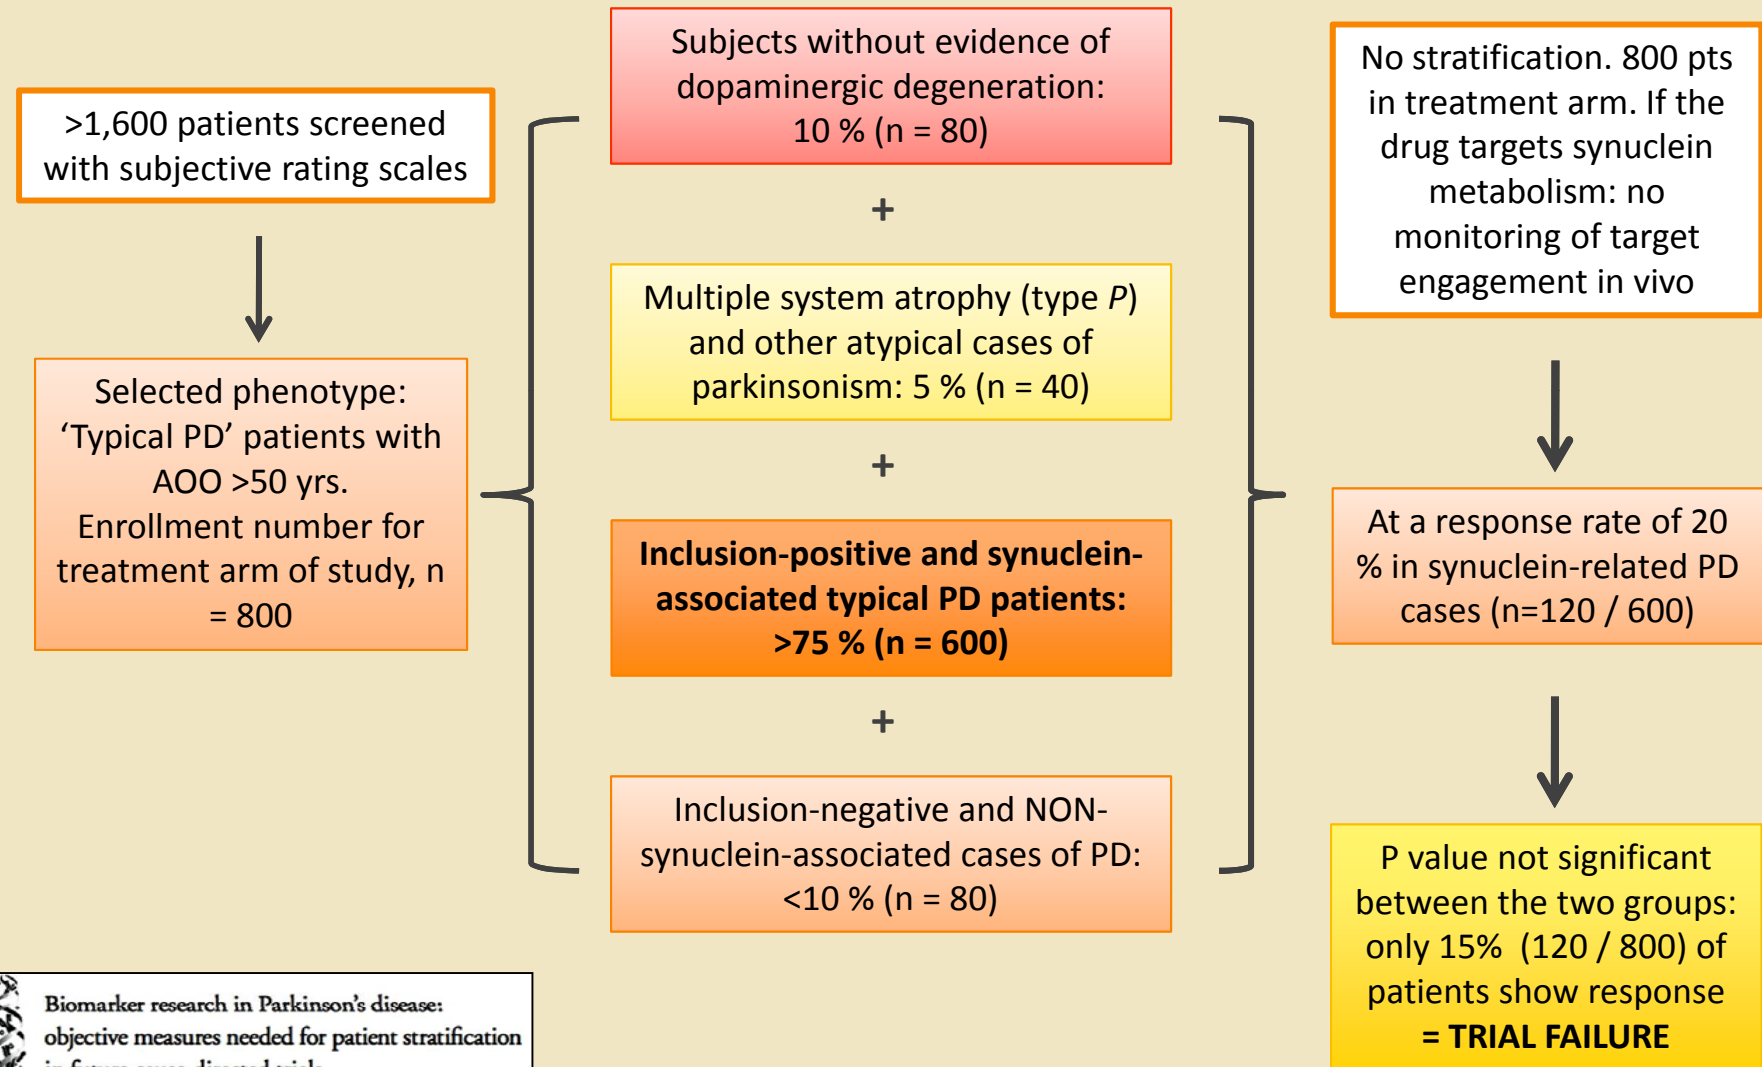 >1,600 patients screened
with subjective rating scales
Selected phenotype:
‘Typical PD’ patients with
AOO >50 yrs.
Enrollment number for
treatment arm of study, n
= 800
Subjects without evidence of
dopaminergic degeneration:
10 % (n = 80)
+
Multiple system atrophy (type P)
and other atypical cases of
parkinsonism: 5 % (n = 40)
+
Inclusion-positive and synuclein-
associated typical PD patients:
>75 % (n = 600)
+
Inclusion-negative and NON-
synuclein-associated cases of PD:
<10 % (n = 80)
No stratification. 800 pts
in treatment arm. If the
drug targets synuclein
metabolism: no
monitoring of target
engagement in vivo
At a response rate of 20
% in synuclein-related PD
cases (n=120 / 600)
P value not significant
between the two groups:
only 15% (120 / 800) of
patients show response
= TRIAL FAILURE
Biomarker research in Parkinson’s disease:
objective measures needed for patient stratification
in future cause-directed trials